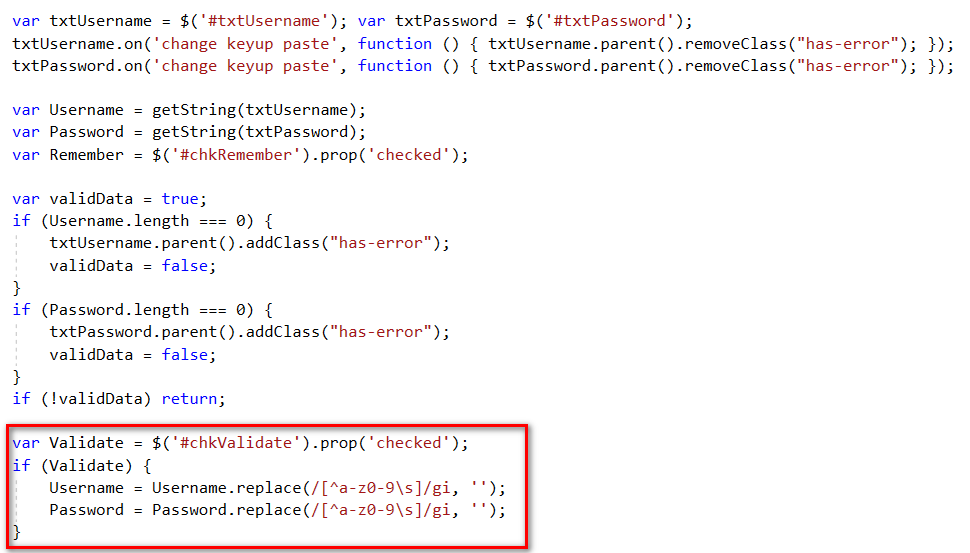 var txtUsername = $('#txtUsername'); var txtPassword = $('#txtPassword');
txtUsername.on('change keyup paste', function () { txtUsername.parent().removeClass("has-error"); });
txtPassword.on('change keyup paste', function () { txtPassword.parent().removeClass("has-error"); });
var Username = getString(txtUsername);
var Password = getString(txtPassword);
var Remember = $('#chkRemember').prop('checked');
var validData = true;
if (Username.length === 0) {
txtUsername.parent().addClass("has-error");
validData = false;
}
if (Password.length === 0) {
txtPassword.parent().addClass("has-error");
validData = false;
}
if (!validData) return;
var Validate = $('#chkValidate').prop('checked');
if (Validate) {
Username = Username.replace(/[^a-z0-9\s]/gi, '');
Password = Password.replace(/[^a-z0-9\s]/gi, '');
}